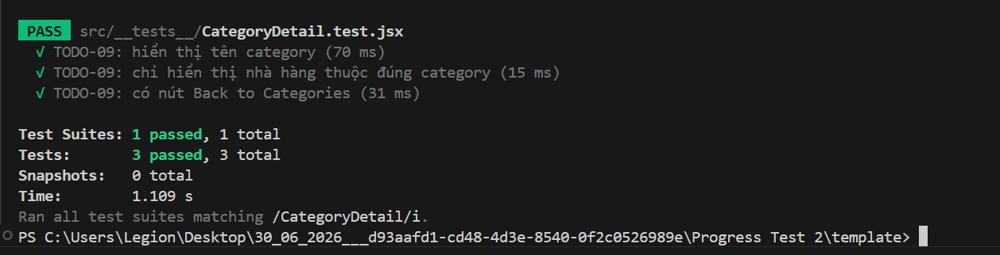 PASS src/__tests__/CategoryDetail.test.jsx
√ TODO-09: hiển thị tên category (70 ms)
√ TODO-09: chỉ hiển thị nhà hàng thuộc đúng category (15 ms)
√ TODO-09: có nút Back to Categories (31 ms)
Test Suites: 1 passed, 1 total
Tests:       3 passed, 3 total
Snapshots:   0 total
Time:        1.109 s
Ran all test suites matching /CategoryDetail/i.
PS C:\Users\Legion\Desktop\30_06_2026___d93aafd1-cd48-4d3e-8540-0f2c0526989e\Progress Test 2\template>